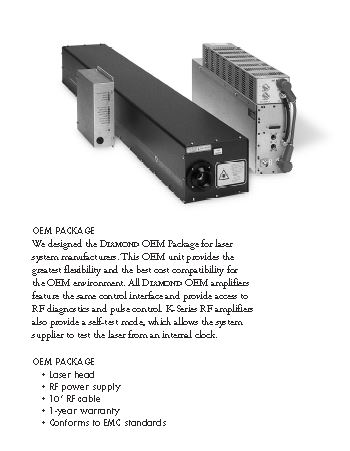 OEM PACKAGE
We designed the DIAMOND OEM Package for laser
system manufacturers. This OEM unit provides the
greatest flexibility and the best cost compatibility for
the OEM environment. All DIAMOND OEM amplifiers
feature the same control interface and provide access to
RF diagnostics and pulse control. K-Series RF amplifiers
also provide a self-test mode, which allows the system
supplier to test the laser from an internal clock.
OEM PACKAGE
• Laser head
• RF power supply
• 10' RF cable
• 1-year warranty
• Conforms to EMC standards